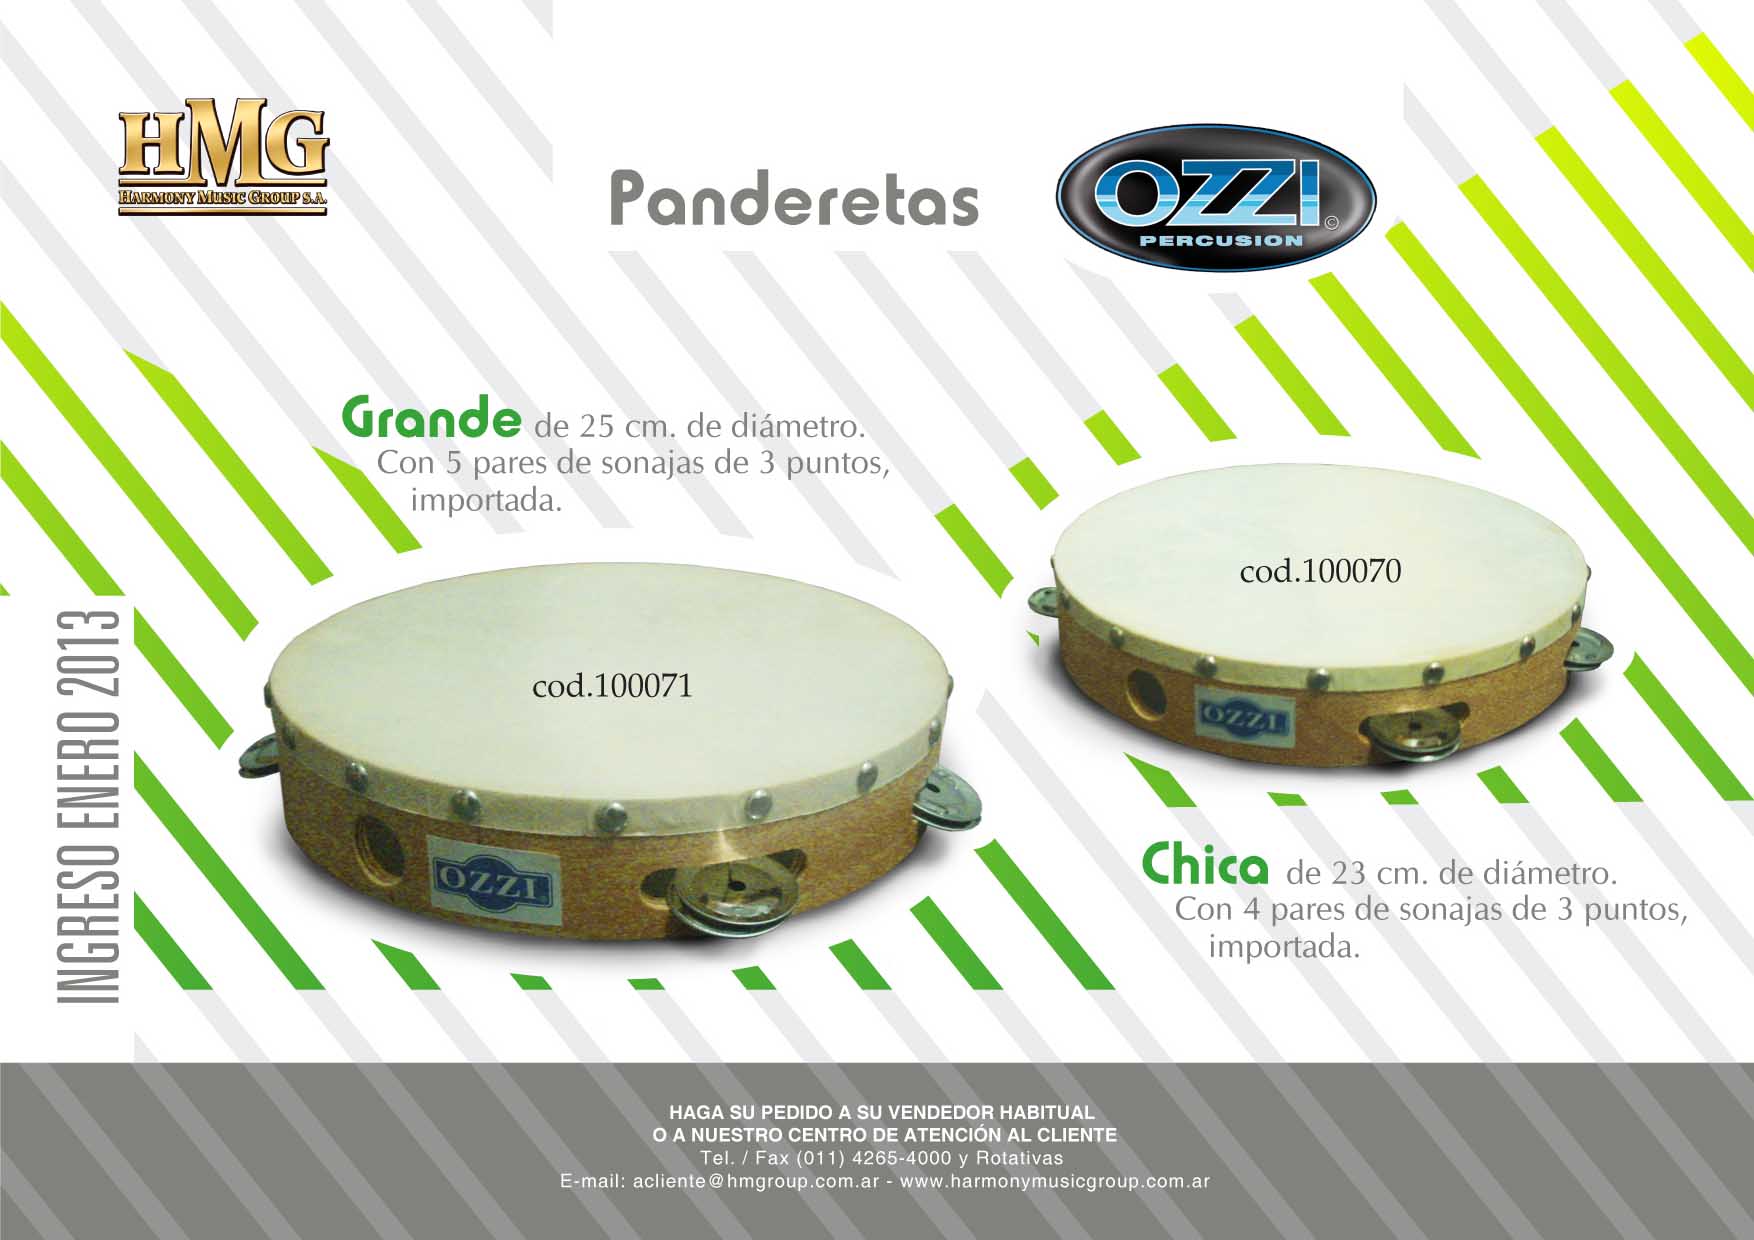 HMG
HARMONY MUSIC GROUP S.A.
Panderetas
OZZI ©
PERCUSION
Grande de 25 cm. de diámetro.
Con 5 pares de sonajas de 3 puntos,
importada.
cod.100071
OZZI
cod.100070
OZZI
Chica de 23 cm. de diámetro.
Con 4 pares de sonajas de 3 puntos,
importada.
INGRESO ENERO 2013
HAGA SU PEDIDO A SU VENDEDOR HABITUAL
O A NUESTRO CENTRO DE ATENCIÓN AL CLIENTE
Tel. / Fax (011) 4265-4000 y Rotativas
E-mail: acliente@hmgroup.com.ar - www.harmonymusicgroup.com.ar